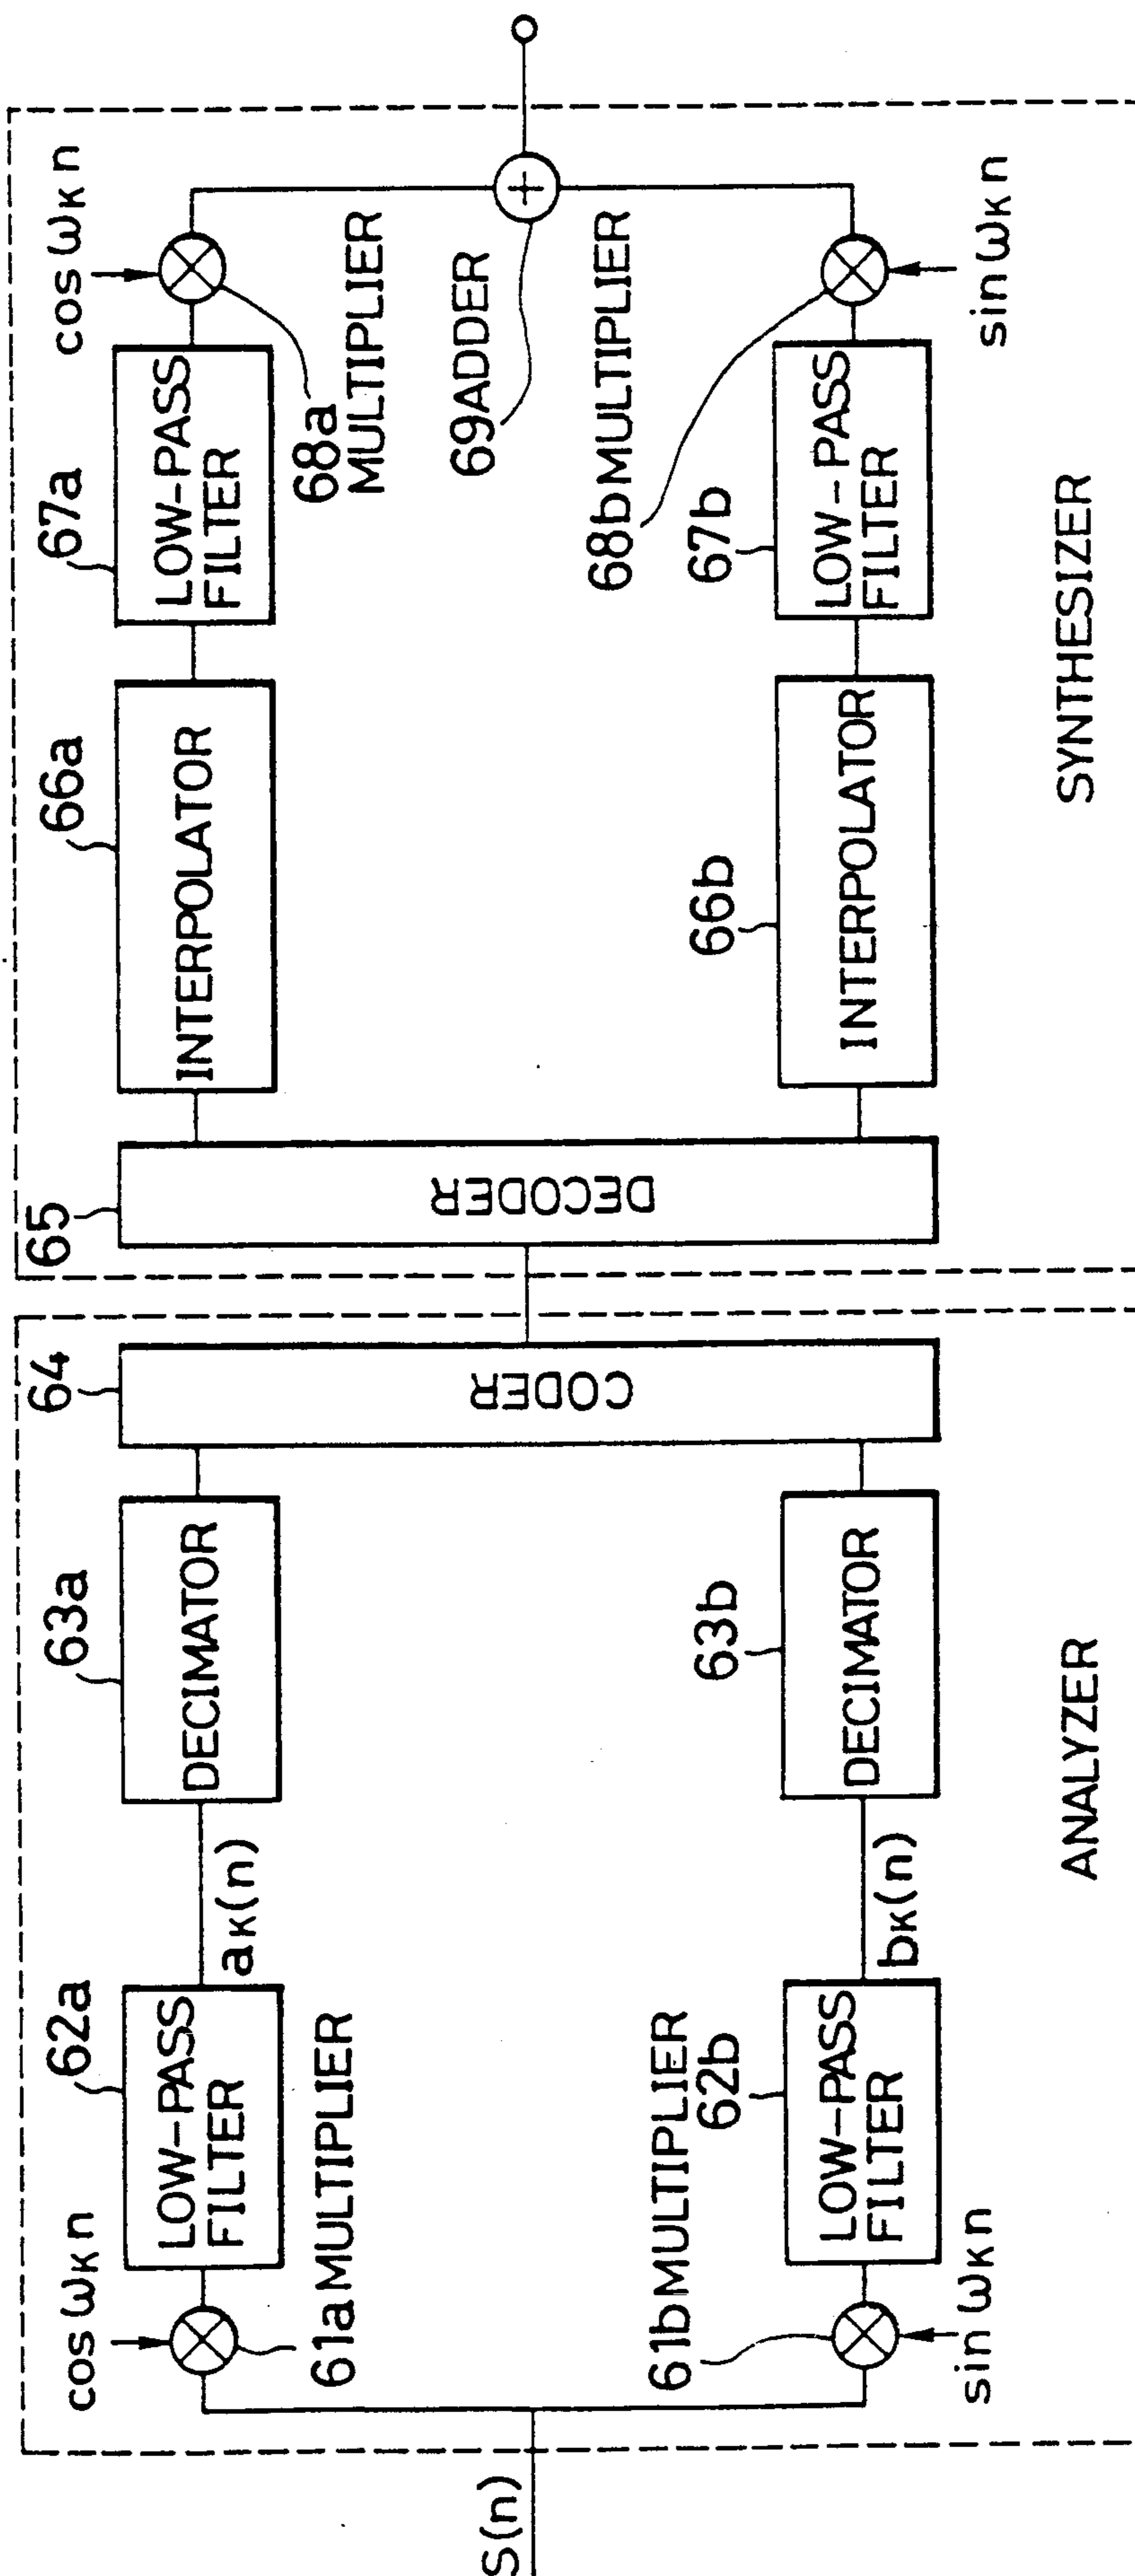 S(n)
cos ωK n
61a MULTIPLIER
62a
LOW-PASS
FILTER
aK(n)
63a
DECIMATOR
61b MULTIPLIER
sin ωK n
62b
LOW-PASS
FILTER
bK(n)
63b
DECIMATOR
64
CODER
ANALYZER
65
DECODER
66a
INTERPOLATOR
67a
LOW-PASS
FILTER
cos ωK n
68a
MULTIPLIER
69 ADDER
66b
INTERPOLATOR
67b
LOW-PASS
FILTER
68b MULTIPLIER
sin ωK n
SYNTHESIZER